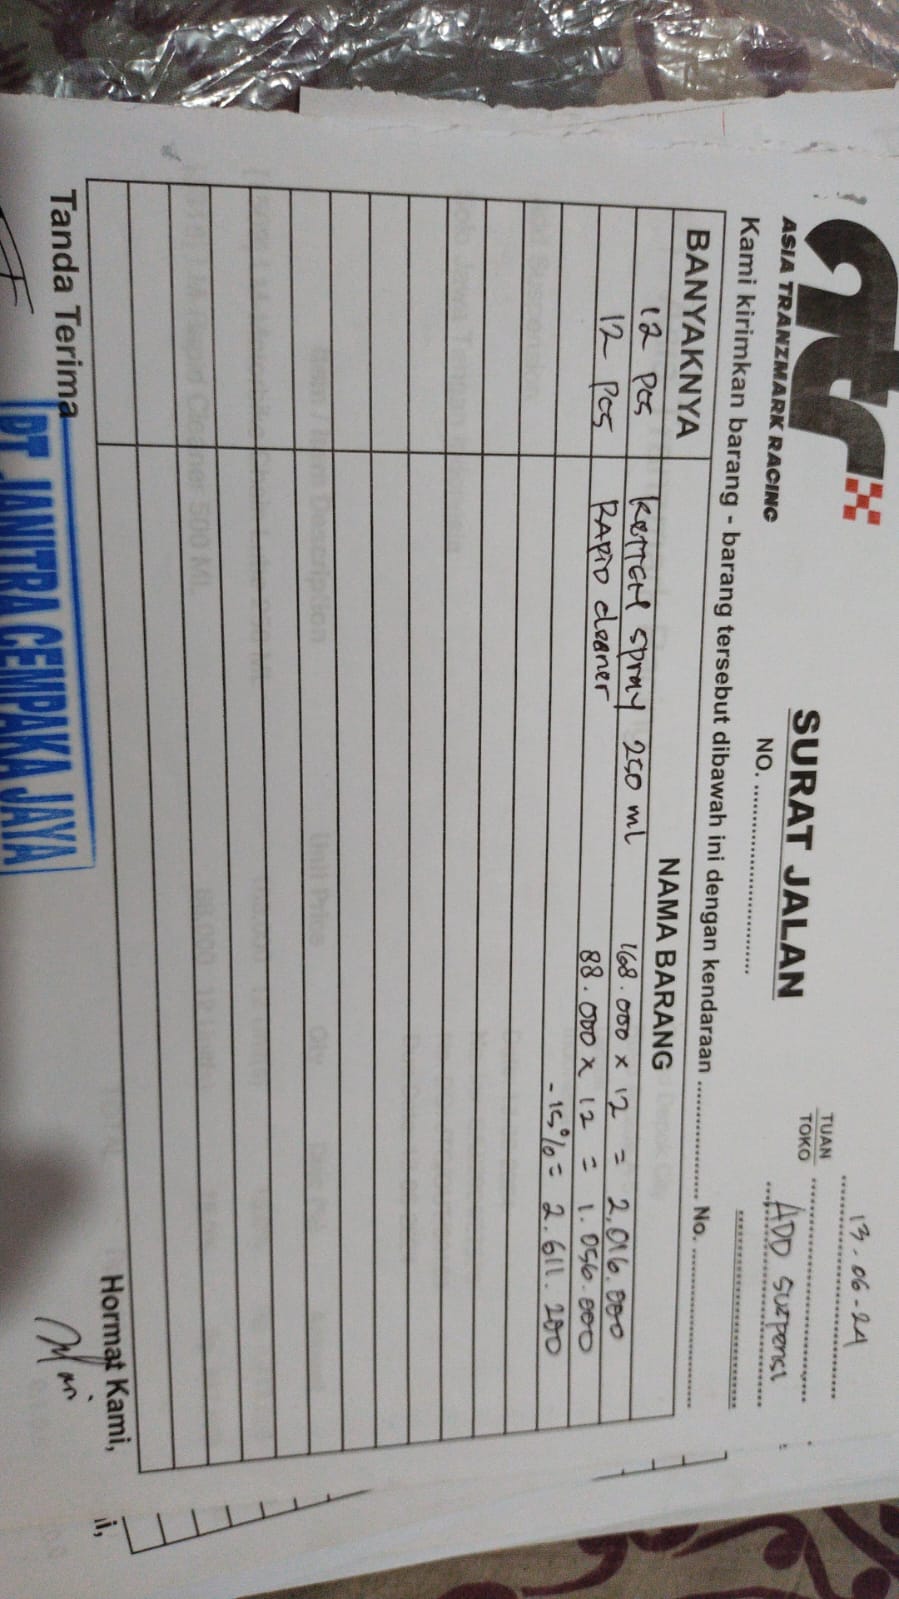 atr
ASIA TRANZMARK RACING
SURAT JALAN
NO. ..............................
13-06-24
TUAN
TOKO
ADD suspensi
Kami kirimkan barang - barang tersebut dibawah ini dengan kendaraan .................. No. ........................
BANYAKNYA NAMA BARANG
12 pcs spray 250 ml 168.000 x 12 = 2,016.000
12 pcs RAPID cleaner 88.000 x 12 = 1.056.000
-15% = 2.611.200
Tanda Terima
Hormat Kami,
PT JANITRA CEMPAKA JAYA